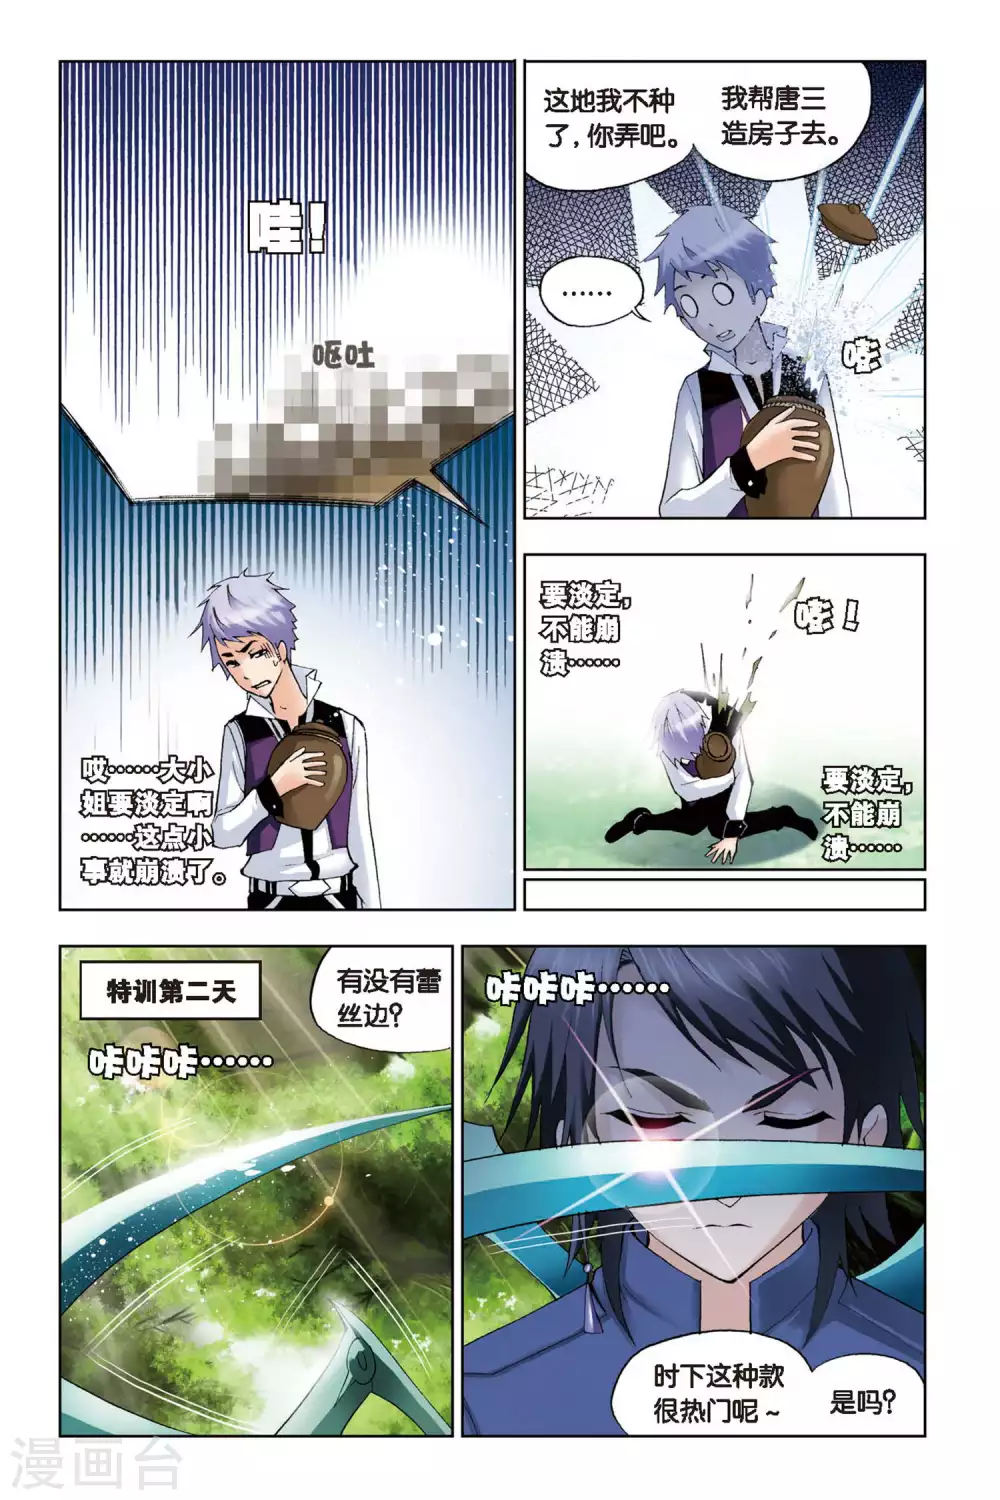 哇！
呕吐
哎……大小
姐要淡定啊
……这点小
事就崩溃了。
这地我不种
了，你弄吧。
我帮唐三
造房子去。
……
哇
要淡定，
不能崩
溃……
哇！
要淡定，
不能崩
溃……
特训第二天
有没有蕾
丝边？
咔咔咔……
咔咔咔……
时下这种款
很热门呢~
是吗？
漫画台